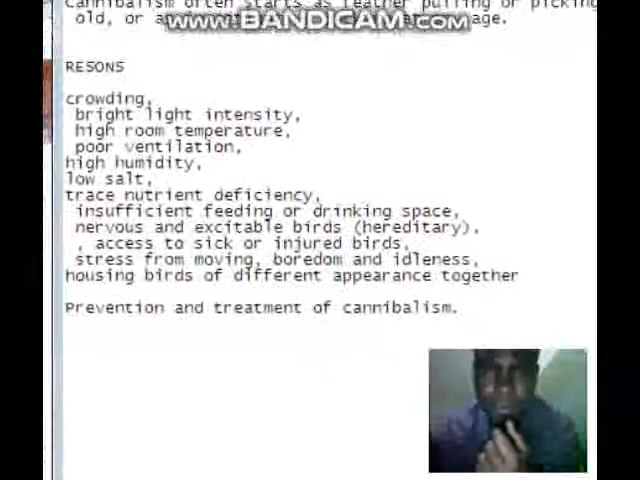 Cannibalism often starts as feather pulling or picking
www.BANDICAM.com
old, or age.
RESONS
crowding,
bright light intensity,
high room temperature,
poor ventilation,
high humidity,
low salt,
trace nutrient deficiency,
insufficient feeding or drinking space,
nervous and excitable birds (hereditary),
, access to sick or injured birds,
stress from moving, boredom and idleness,
housing birds of different appearance together
Prevention and treatment of cannibalism.